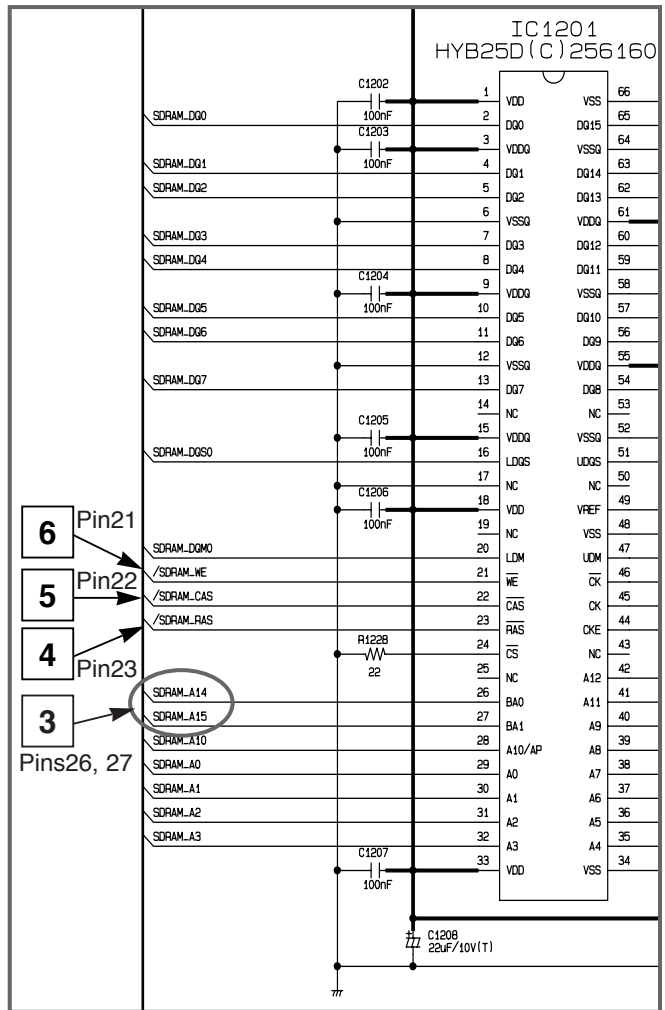 IC1201
HYB25D(C)256160
C1202
100nF
1 VDD VSS 66
SDRAM_DQ0 2 DQ0 DQ15 65
C1203
100nF
3 VDDQ VSSQ 64
SDRAM_DQ1 4 DQ1 DQ14 63
SDRAM_DQ2 5 DQ2 DQ13 62
6 VSSQ VDDQ 61
SDRAM_DQ3 7 DQ3 DQ12 60
SDRAM_DQ4 8 DQ4 DQ11 59
C1204
100nF
9 VDDQ VSSQ 58
SDRAM_DQ5 10 DQ5 DQ10 57
SDRAM_DQ6 11 DQ6 DQ9 56
12 VSSQ VDDQ 55
SDRAM_DQ7 13 DQ7 DQ8 54
14 NC NC 53
C1205
100nF
15 VDDQ VSSQ 52
SDRAM_DQS0 16 LDQS UDQS 51
17 NC NC 50
C1206
100nF
18 VDD VREF 49
19 NC VSS 48
SDRAM_DQM0 20 LDM UDM 47
6 Pin21
/SDRAM_WE 21 WE CK 46
5 Pin22
/SDRAM_CAS 22 CAS CK 45
4 Pin23
/SDRAM_RAS 23 RAS CKE 44
R1228
22
24 CS NC 43
25 NC A12 42
3 Pins26, 27
SDRAM_A14 26 BA0 A11 41
SDRAM_A15 27 BA1 A9 40
SDRAM_A10 28 A10/AP A8 39
SDRAM_A0 29 A0 A7 38
SDRAM_A1 30 A1 A6 37
SDRAM_A2 31 A2 A5 36
SDRAM_A3 32 A3 A4 35
C1207
100nF
33 VDD VSS 34
+ C1208
22uF/10V(T)